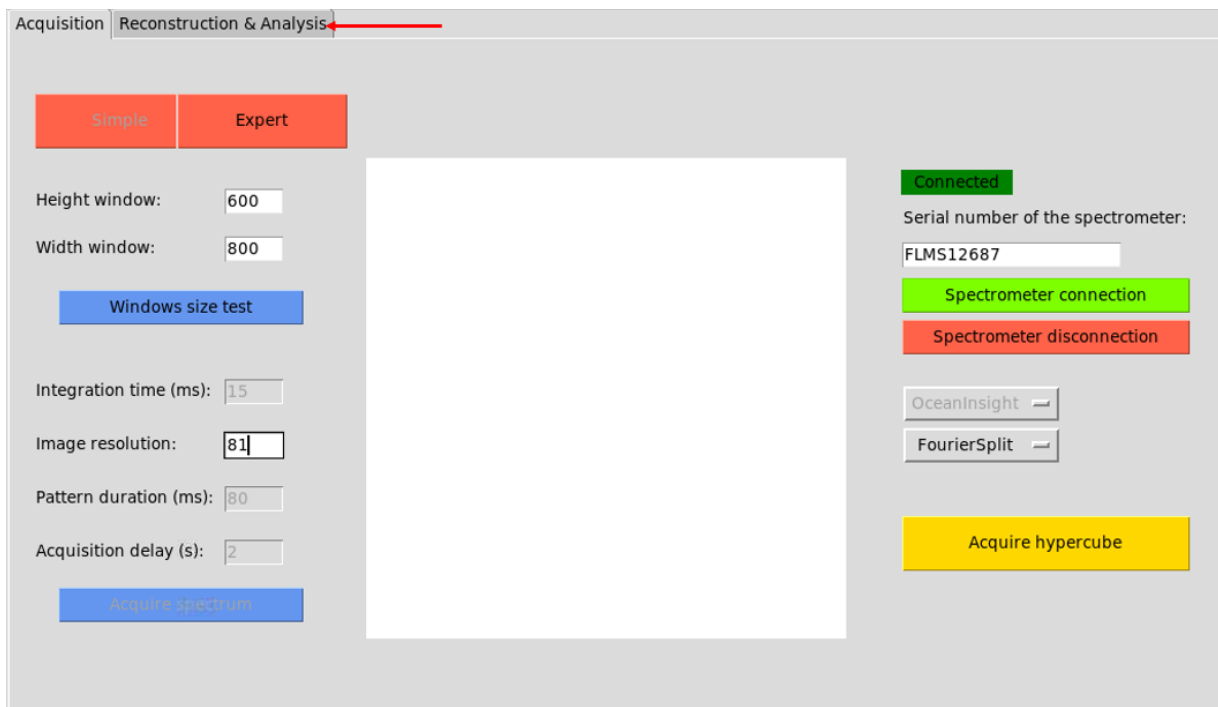 Acquisition Reconstruction & Analysis
Simple Expert
Height window: 600
Width window: 800
Windows size test
Integration time (ms): 15
Image resolution: 81
Pattern duration (ms): 80
Acquisition delay (s): 2
Acquire spectrum
Connected
Serial number of the spectrometer:
FLMS12687
Spectrometer connection
Spectrometer disconnection
OceanInsight
FourierSplit
Acquire hypercube